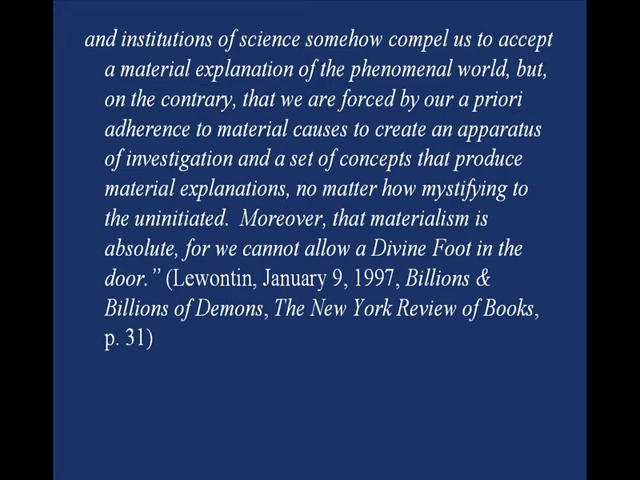 and institutions of science somehow compel us to accept
a material explanation of the phenomenal world, but,
on the contrary, that we are forced by our a priori
adherence to material causes to create an apparatus
of investigation and a set of concepts that produce
material explanations, no matter how mystifying to
the uninitiated.  Moreover, that materialism is
absolute, for we cannot allow a Divine Foot in the
door.” (Lewontin, January 9, 1997, Billions &
Billions of Demons, The New York Review of Books,
p. 31)